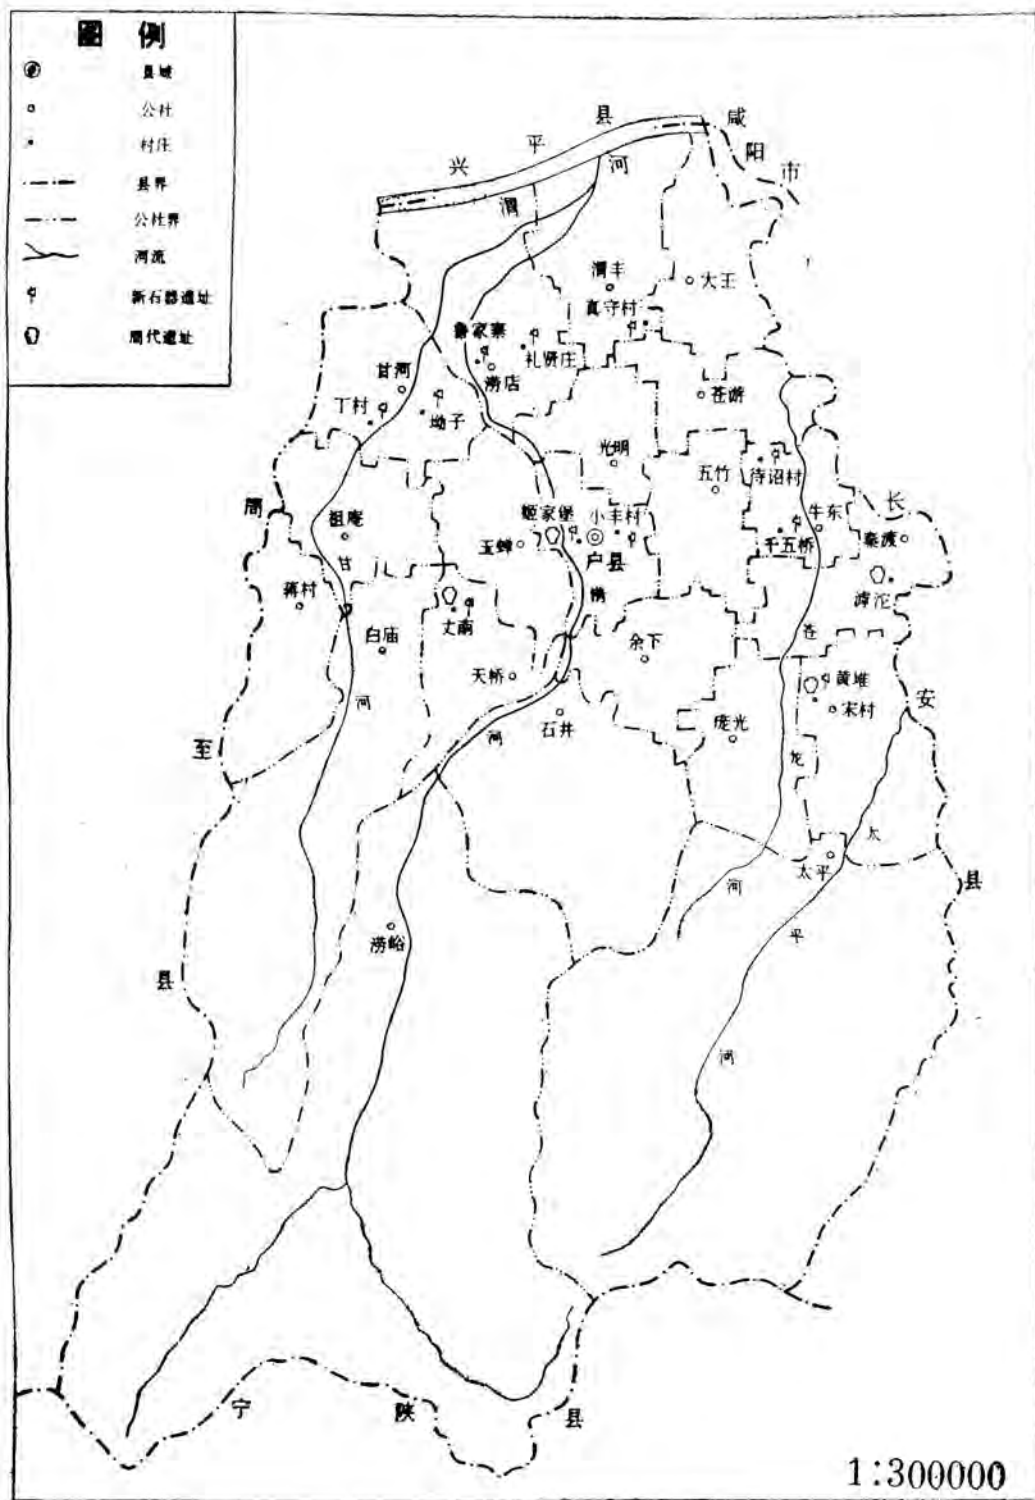 图 例
县城
公社
村庄
县界
公社界
河流
新石器遗址
周代遗址
兴 平 县
咸 阳 市
渭 河
渭丰
大王
真守村
鲁家寨
礼贤庄
涝店
甘河
丁村
坳子
苍游
光明
五竹
待诏村
牛东
长
秦渡
周
祖庵
甘
姬家堡
小丰村
玉蝉
户县
千五桥
蒋村
丈南
涝
滹沱
苍
白庙
余下
天桥
黄堆
宋村
安
河
河
石井
庞光
至
龙
太
太平
县
河
平
涝峪
县
河
宁 陕 县
1:300000